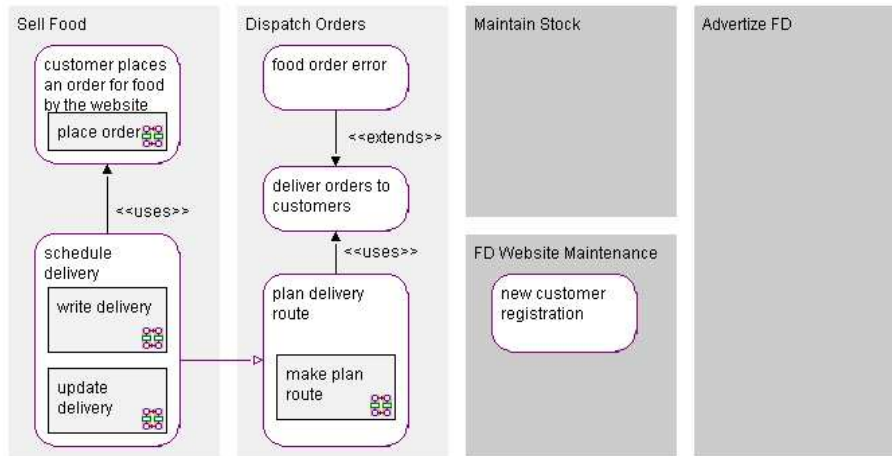 Sell Food
customer places
an order for food
by the website
place order
<<uses>>
schedule
delivery
write delivery
update
delivery
Dispatch Orders
food order error
<<extends>>
deliver orders to
customers
<<uses>>
plan delivery
route
make plan
route
Maintain Stock
FD Website Maintenance
new customer
registration
Advertize FD